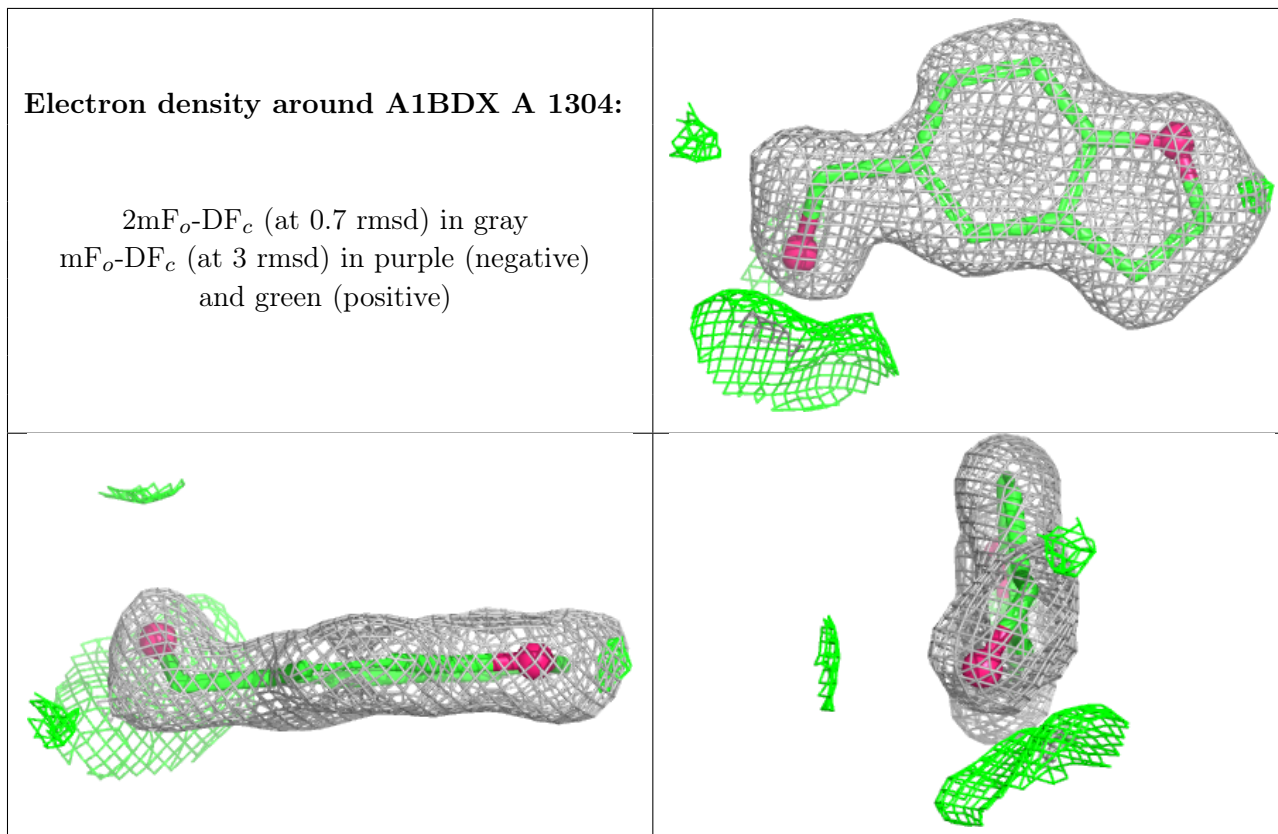 Electron density around A1BDX A 1304:
2mFo-DFc (at 0.7 rmsd) in gray
mFo-DFc (at 3 rmsd) in purple (negative)
and green (positive)